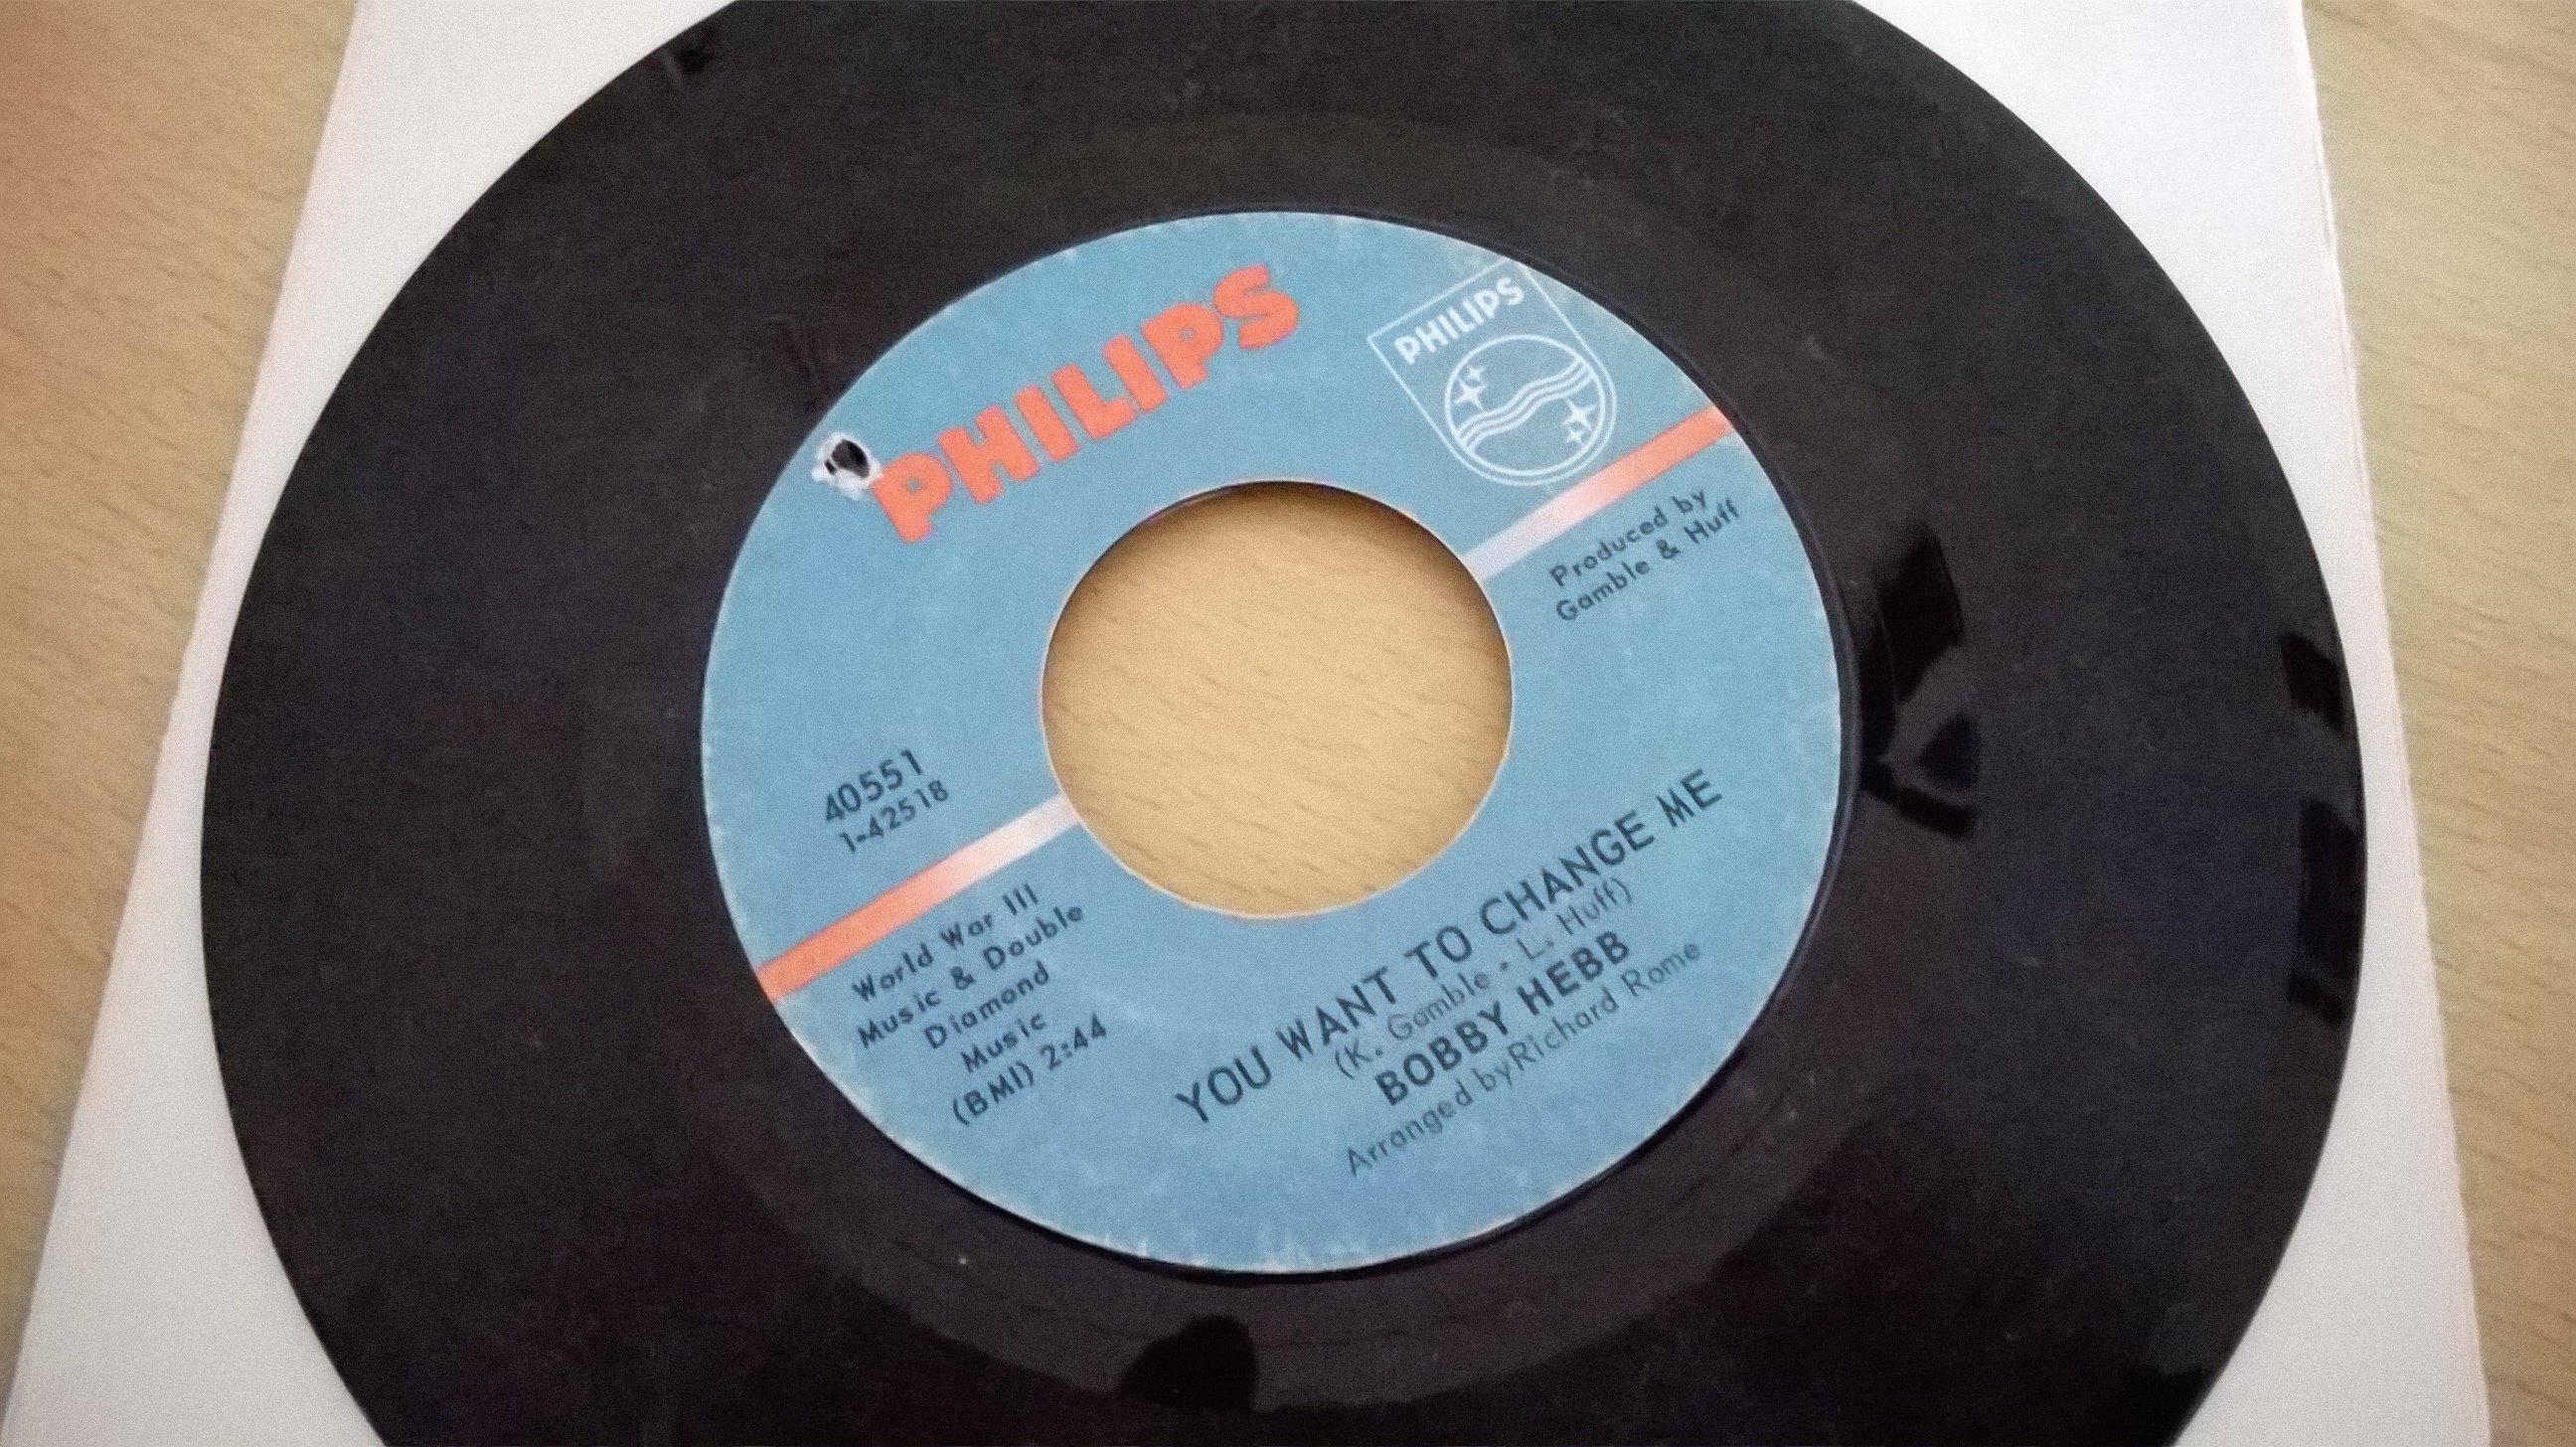 PHILIPS
PHILIPS
Produced by
Gamble & Huff
40551
1-42518
World War III
Music & Double
Diamond
Music
(BMI) 2:44
YOU WANT TO CHANGE ME
(K. Gamble - L. Huff)
BOBBY HEBB
Arranged by Richard Rome